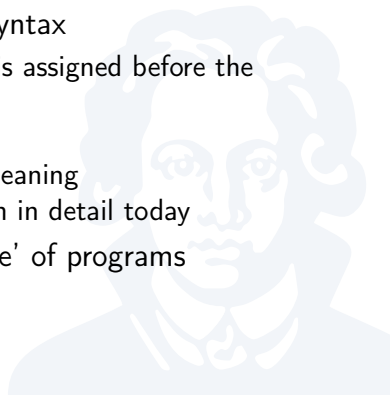 yntax
s assigned before the
eaning
n in detail today
e' of programs